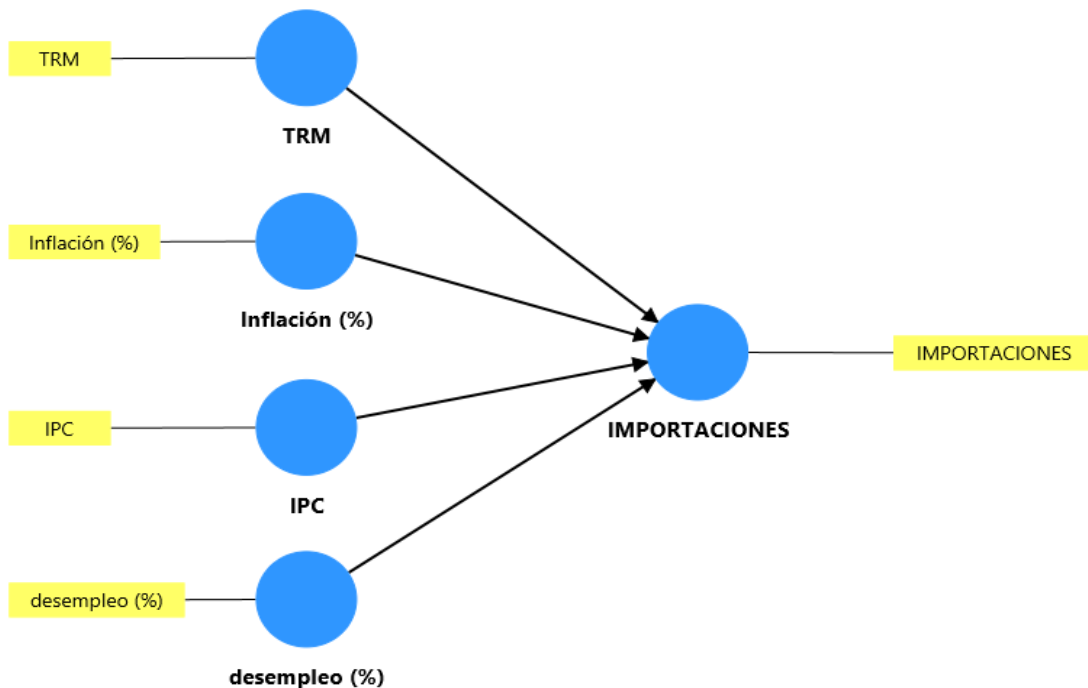 TRM
TRM
Inflación (%)
Inflación (%)
IPC
IPC
desempleo (%)
desempleo (%)
IMPORTACIONES
IMPORTACIONES